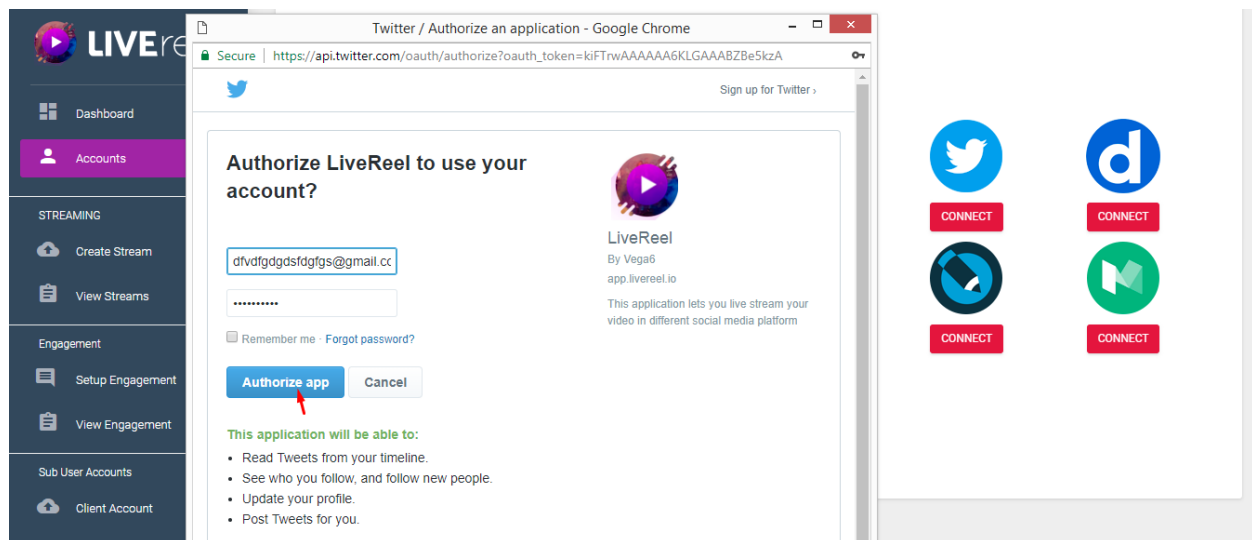 LIVEre
Dashboard
Accounts
STREAMING
Create Stream
View Streams
Engagement
Setup Engagement
View Engagement
Sub User Accounts
Client Account
Twitter / Authorize an application - Google Chrome
Secure | https://api.twitter.com/oauth/authorize?oauth_token=kiFTrwAAAAAA6KLGAAABZBe5kzA
Sign up for Twitter ›
Authorize LiveReel to use your
account?
dfvdfgdgdsfdgfgs@gmail.cc
••••••••••
Remember me · Forgot password?
Authorize app
Cancel
This application will be able to:
• Read Tweets from your timeline.
• See who you follow, and follow new people.
• Update your profile.
• Post Tweets for you.
LiveReel
By Vega6
app.livereel.io
This application lets you live stream your
video in different social media platform
d
CONNECT
CONNECT
CONNECT
CONNECT